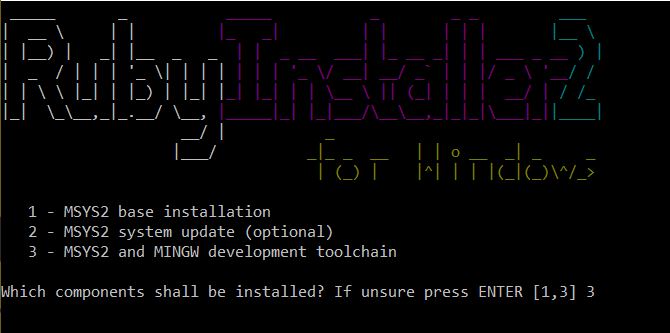 RubyInstaller2
for Windows
1 - MSYS2 base installation
2 - MSYS2 system update (optional)
3 - MSYS2 and MINGW development toolchain
Which components shall be installed? If unsure press ENTER [1,3] 3